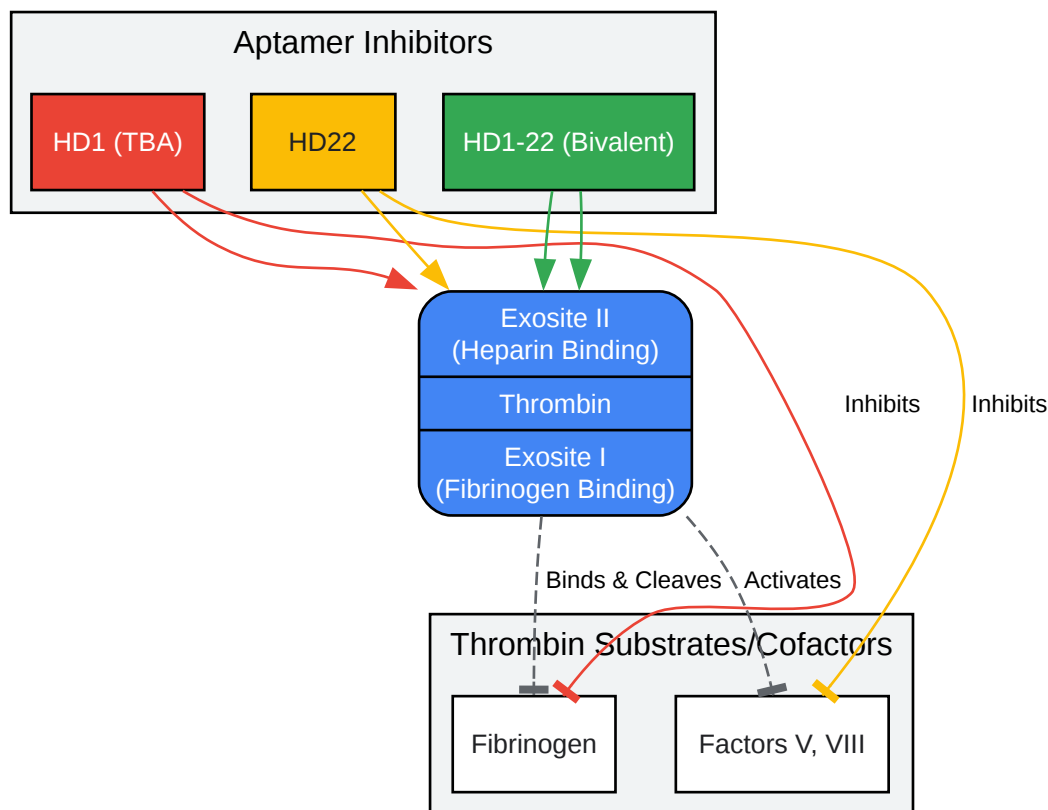 Aptamer Inhibitors
HD1 (TBA)
HD22
HD1-22 (Bivalent)
Exosite II
(Heparin Binding)
Thrombin
Exosite I
(Fibrinogen Binding)
Inhibits
Inhibits
Binds & Cleaves
Activates
Thrombin Substrates/Cofactors
Fibrinogen
Factors V, VIII